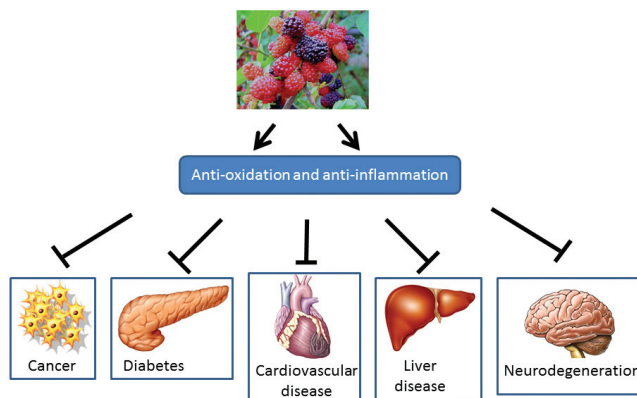 Anti-oxidation and anti-inflammation
Cancer
Diabetes
Cardiovascular
disease
Liver
disease
Neurodegeneration